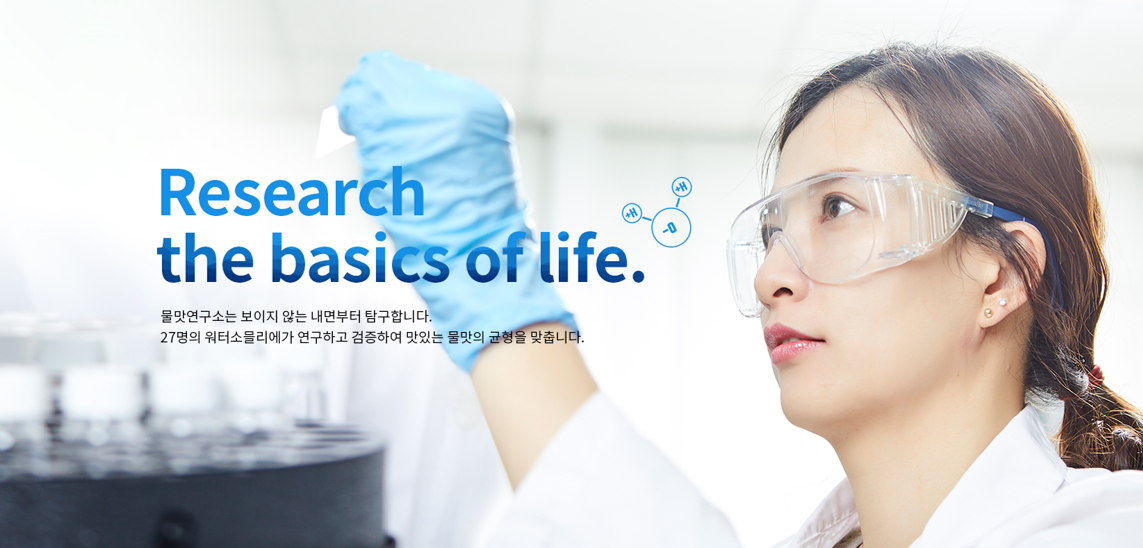 Research
the basics of life.
+H
+H
-O
물맛연구소는 보이지 않는 내면부터 탐구합니다.
27명의 워터소믈리에가 연구하고 검증하여 맛있는 물맛의 균형을 맞춥니다.